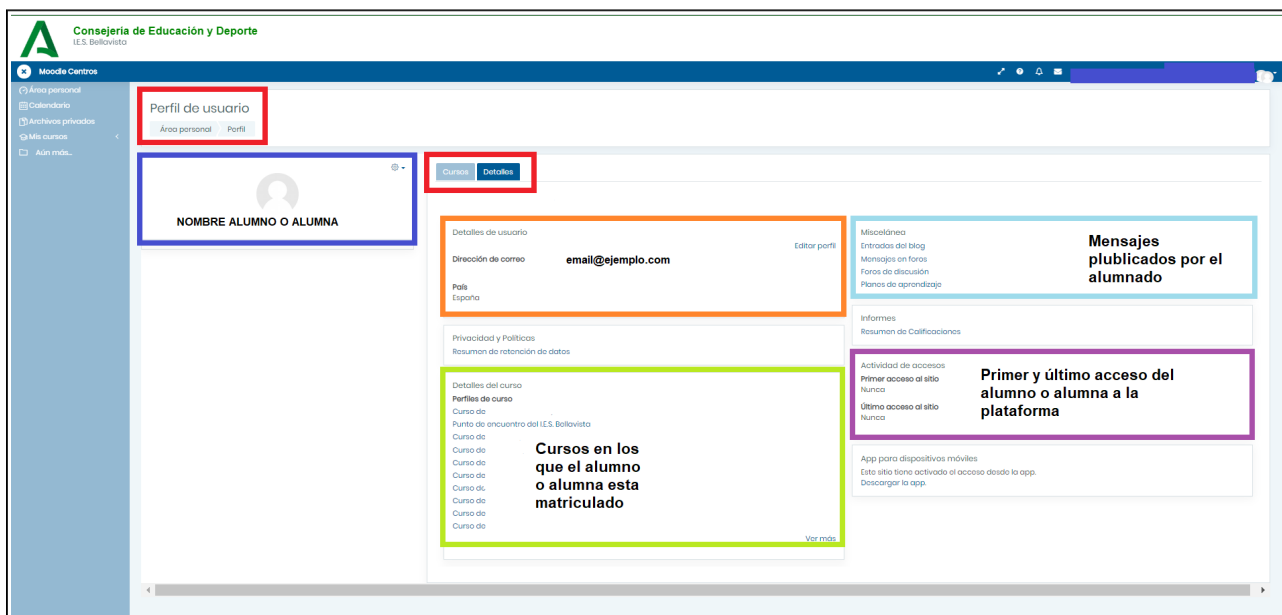 Consejería de Educación y Deporte
I.E.S. Bellavista
Moodle Centros
Área personal
Calendario
Archivos privados
Mis cursos
Aún más...
Perfil de usuario
Área personal
Perfil
NOMBRE ALUMNO O ALUMNA
Cursos
Detalles
Detalles de usuario
Editar perfil
Dirección de correo
email@ejemplo.com
País
España
Privacidad y Políticas
Resumen de retención de datos
Detalles del curso
Perfiles de curso
Curso de
Punto de encuentro del I.E.S. Bellavista
Curso de
Curso de
Curso de
Curso de
Curso de
Curso de
Curso de
Curso de
Cursos en los
que el alumno
o alumna esta
matriculado
Ver más
Miscelánea
Entradas del blog
Mensajes en foros
Foros de discusión
Planes de aprendizaje
Mensajes
plublicados por el
alumnado
Informes
Resumen de Calificaciones
Actividad de accesos
Primer acceso al sitio
Nunca
Último acceso al sitio
Nunca
Primer y último acceso del
alumno o alumna a la
plataforma
App para dispositivos móviles
Este sitio tiene activado el acceso desde la app.
Descargar la app.